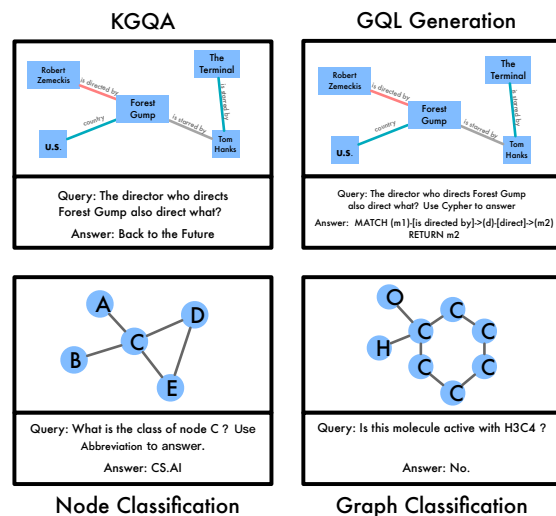 KGQA
Robert
Zemeckis
is directed by
The
Terminal
is starred by
Forest
Gump
country
is starred by
u.s.
Tom
Hanks
Query: The director who directs
Forest Gump also direct what?
Answer: Back to the Future
GQL Generation
Robert
Zemeckis
is directed by
The
Terminal
is starred by
Forest
Gump
country
is starred by
u.s.
Tom
Hanks
Query: The director who directs Forest Gump
also direct what? Use Cypher to answer
Answer: MATCH (m1)-[is directed by]->(d)-[direct]->(m2)
RETURN m2
A
D
C
B
E
Query: What is the class of node C ? Use
Abbreviation to answer.
Answer: CS.AI
Node Classification
O
C
C
C
H
C
C
C
Query: Is this molecule active with H3C4 ?
Answer: No.
Graph Classification